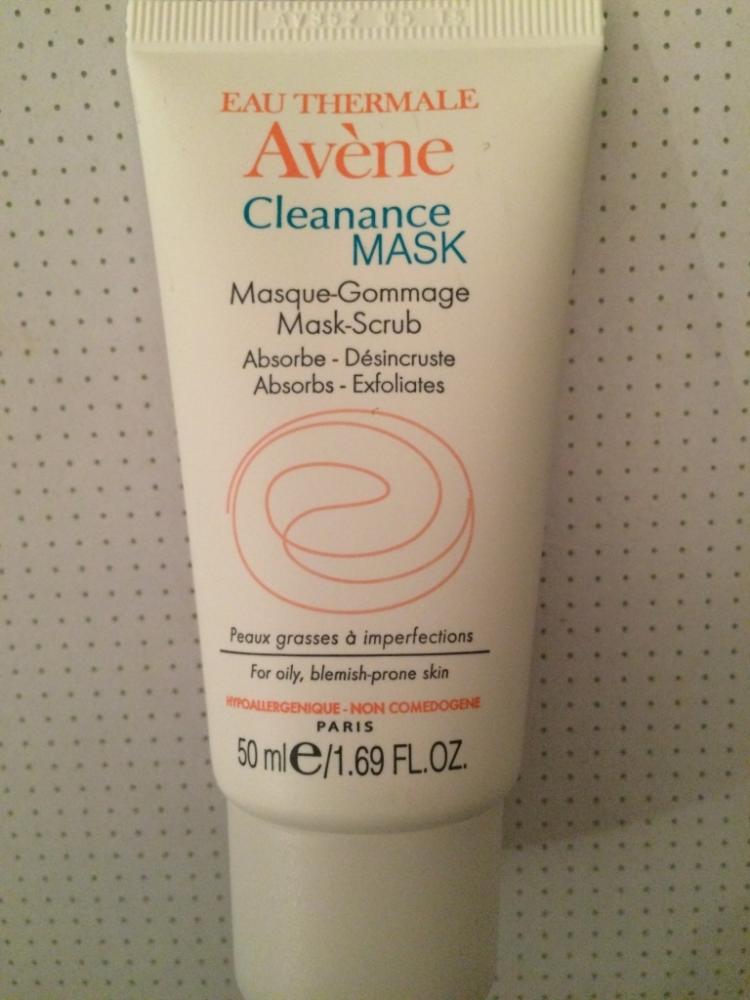 EAU THERMALE
Avène
Cleanance
MASK
Masque-Gommage
Mask-Scrub
Absorbe - Désincruste
Absorbs - Exfoliates
Peaux grasses à imperfections
For oily, blemish-prone skin
HYPOALLERGENIQUE - NON COMEDOGENE
PARIS
50 ml℮/1.69 FL.OZ.